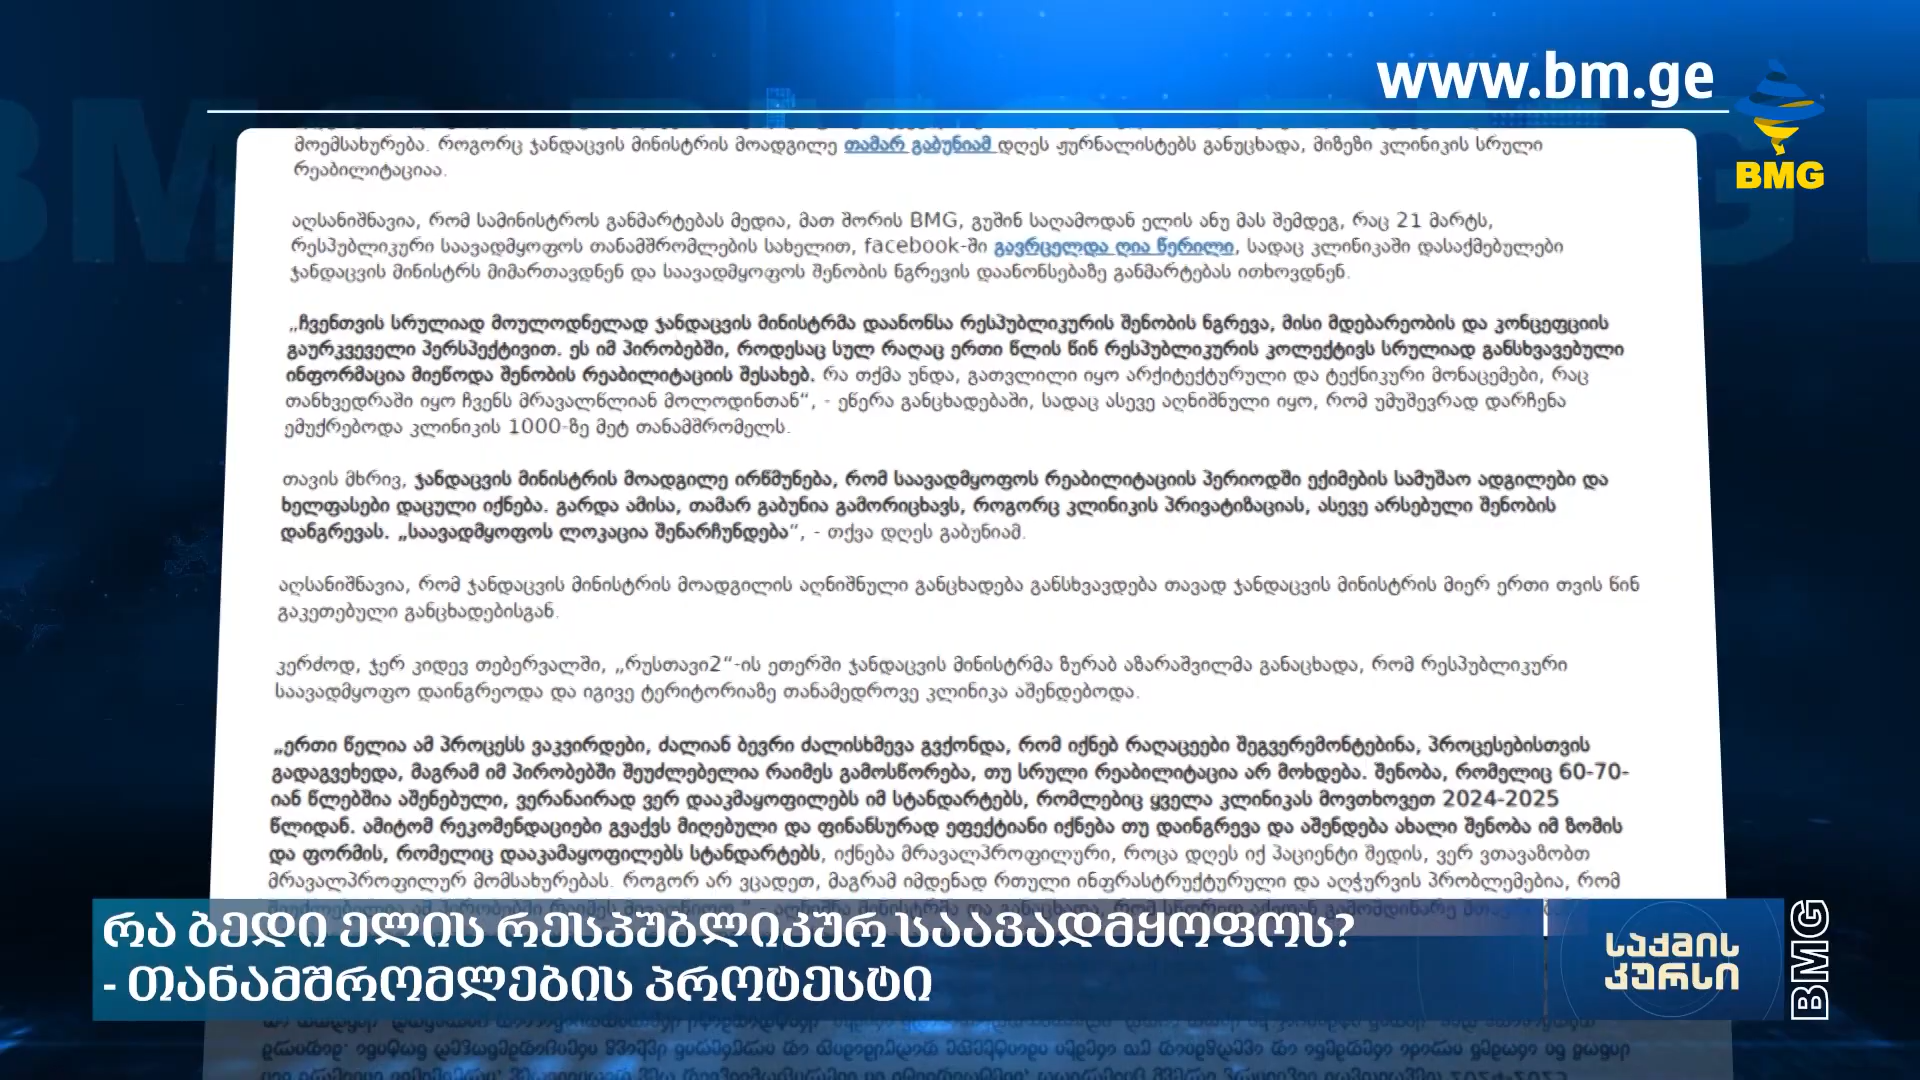 www.bm.ge
BMG
მოემსახურება. როგორც ჯანდაცვის მინისტრის მოადგილე თამარ გაბუნიამ დღეს ჟურნალისტებს განუცხადა, მიზეზი კლინიკის სრული
რეაბილიტაციაა.
აღსანიშნავია, რომ სამინისტროს განმარტებას მედია, მათ შორის BMG, გუშინ საღამოდან ელის ანუ მას შემდეგ, რაც 21 მარტს,
რესპუბლიკური საავადმყოფოს თანამშრომლების სახელით, facebook-ში გავრცელდა ღია წერილი, სადაც კლინიკაში დასაქმებულები
ჯანდაცვის მინისტრს მიმართავდნენ და საავადმყოფოს შენობის ნგრევის დაანონსებაზე განმარტებას ითხოვდნენ.
„ჩვენთვის სრულიად მოულოდნელად ჯანდაცვის მინისტრმა დაანონსა რესპუბლიკურის შენობის ნგრევა, მისი მდებარეობის და კონცეფციის
გაურკვეველი პერსპექტივით. ეს იმ პირობებში, როდესაც სულ რაღაც ერთი წლის წინ რესპუბლიკურის კოლექტივს სრულიად განსხვავებული
ინფორმაცია მიეწოდა შენობის რეაბილიტაციის შესახებ. რა თქმა უნდა, გათვლილი იყო არქიტექტურული და ტექნიკური მონაცემები, რაც
თანხვედრაში იყო ჩვენს მრავალწლიან მოლოდინთან“, - ეწერა განცხადებაში, სადაც ასევე აღნიშნული იყო, რომ უმუშევრად დარჩენა
ემუქრებოდა კლინიკის 1000-ზე მეტ თანამშრომელს.
თავის მხრივ, ჯანდაცვის მინისტრის მოადგილე ირწმუნება, რომ საავადმყოფოს რეაბილიტაციის პერიოდში ექიმების სამუშაო ადგილები და
ხელფასები დაცული იქნება. გარდა ამისა, თამარ გაბუნია გამორიცხავს, როგორც კლინიკის პრივატიზაციას, ასევე არსებული შენობის
დანგრევას. „საავადმყოფოს ლოკაცია შენარჩუნდება“, - თქვა დღეს გაბუნიამ.
აღსანიშნავია, რომ ჯანდაცვის მინისტრის მოადგილის აღნიშნული განცხადება განსხვავდება თავად ჯანდაცვის მინისტრის მიერ ერთი თვის წინ
გაკეთებული განცხადებისგან.
კერძოდ, ჯერ კიდევ თებერვალში, „რუსთავი2“-ის ეთერში ჯანდაცვის მინისტრმა ზურაბ აზარაშვილმა განაცხადა, რომ რესპუბლიკური
საავადმყოფო დაინგრეოდა და იგივე ტერიტორიაზე თანამედროვე კლინიკა აშენდებოდა.
„ერთი წელია ამ პროცესს ვაკვირდები, ძალიან ბევრი ძალისხმევა გვქონდა, რომ იქნებ რაღაცეები შეგვერემონტებინა, პროცესებისთვის
გადაგვეხედა, მაგრამ იმ პირობებში შეუძლებელია რაიმეს გამოსწორება, თუ სრული რეაბილიტაცია არ მოხდება. შენობა, რომელიც 60-70-
იან წლებშია აშენებული, ვერანაირად ვერ დააკმაყოფილებს იმ სტანდარტებს, რომლებიც ყველა კლინიკას მოვთხოვეთ 2024-2025
წლიდან. ამიტომ რეკომენდაციები გვაქვს მიღებული და ფინანსურად ეფექტიანი იქნება თუ დაინგრევა და აშენდება ახალი შენობა იმ ზომის
და ფორმის, რომელიც დააკამაყოფილებს სტანდარტებს, იქნება მრავალპროფილური, როცა დღეს იქ პაციენტი შედის, ვერ ვთავაზობთ
მრავალპროფილურ მომსახურებას. როგორ არ ვცადეთ, მაგრამ იმდენად რთული ინფრასტრუქტურული და აღჭურვის პრობლემებია, რომ
რა ბედი ელის რესპუბლიკურ საავადმყოფოს?
- თანამშრომლების პროტესტი
საქმის
კურსი
BMG